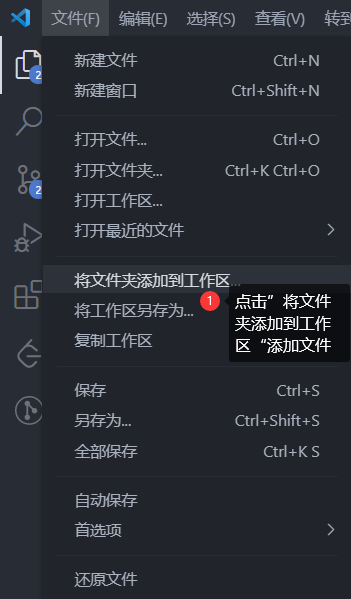 文件(F) 编辑(E) 选择(S) 查看(V) 转到
新建文件 Ctrl+N
新建窗口 Ctrl+Shift+N
打开文件... Ctrl+O
打开文件夹... Ctrl+K Ctrl+O
打开工作区...
打开最近的文件
将文件夹添加到工作区...
将工作区另存为...
复制工作区
1
点击”将文件
夹添加到工作
区“添加文件
保存 Ctrl+S
另存为... Ctrl+Shift+S
全部保存 Ctrl+K S
自动保存
首选项
还原文件
2
2